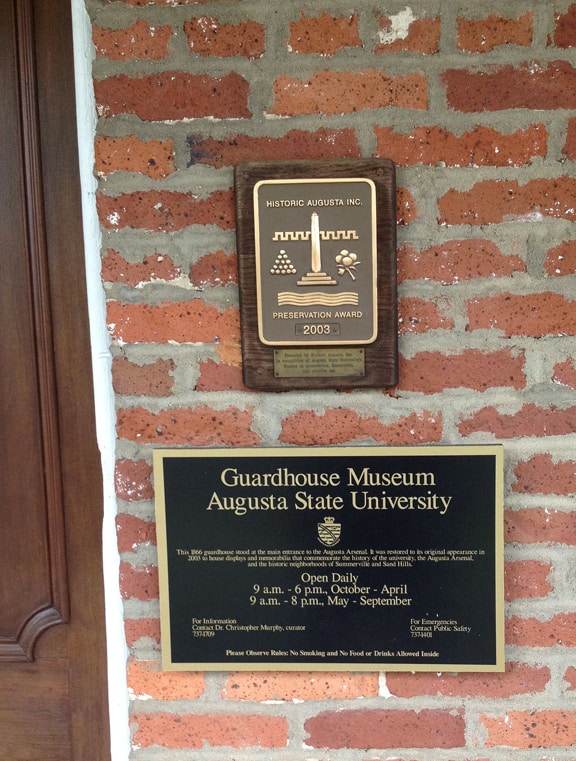 HISTORIC AUGUSTA INC.
PRESERVATION AWARD
2003
Guardhouse Museum
Augusta State University
This 1866 guardhouse stood at the main entrance to the Augusta Arsenal. It was restored to its original appearance in
2003 to house displays and memorabilia that commemorate the history of the university, the Augusta Arsenal,
and the historic neighborhoods of Summerville and Sand Hills.
Open Daily
9 a.m. - 6 p.m., October - April
9 a.m. - 8 p.m., May - September
For Information
Contact Dr. Christopher Murphy, curator
737-1709
For Emergencies
Contact Public Safety
737-1401
Please Observe Rules: No Smoking and No Food or Drinks Allowed Inside